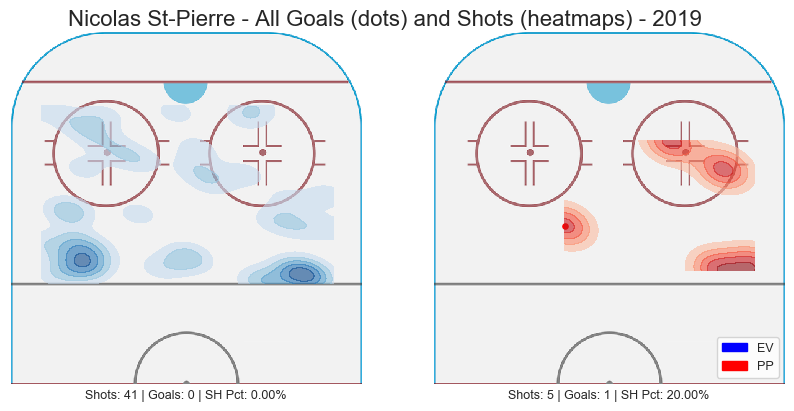 Nicolas St-Pierre - All Goals (dots) and Shots (heatmaps) - 2019
EV
PP
Shots: 41 | Goals: 0 | SH Pct: 0.00%
Shots: 5 | Goals: 1 | SH Pct: 20.00%